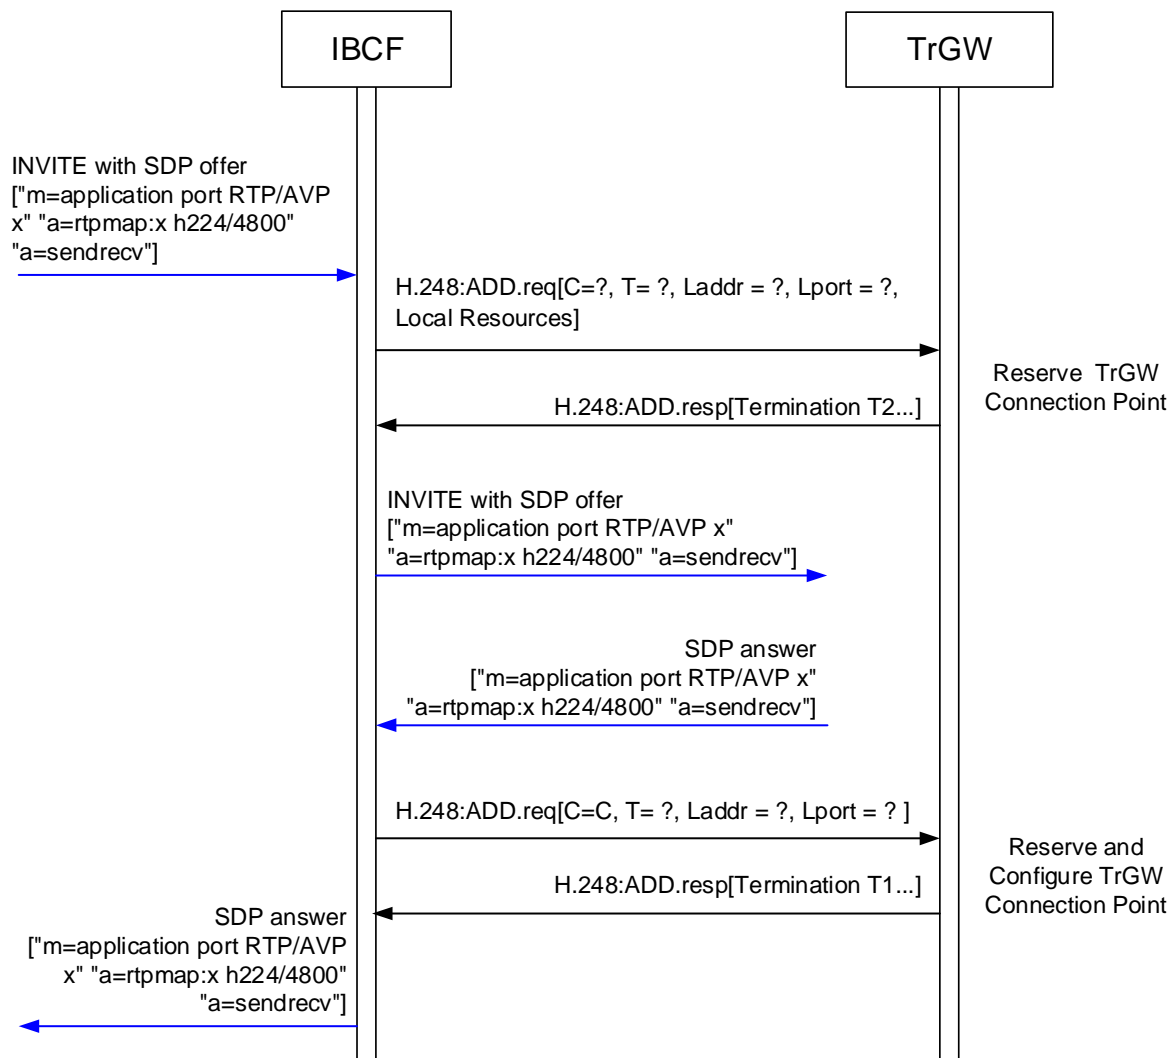 IBCF
TrGW
INVITE with SDP offer
["m=application port RTP/AVP
x" "a=rtpmap:x h224/4800"
"a=sendrecv"]
H.248:ADD.req[C=?, T= ?, Laddr = ?, Lport = ?,
Local Resources]
Reserve TrGW
Connection Point
H.248:ADD.resp[Termination T2...]
INVITE with SDP offer
["m=application port RTP/AVP x"
"a=rtpmap:x h224/4800" "a=sendrecv"]
SDP answer
["m=application port RTP/AVP x"
"a=rtpmap:x h224/4800" "a=sendrecv"]
H.248:ADD.req[C=C, T= ?, Laddr = ?, Lport = ? ]
Reserve and
Configure TrGW
Connection Point
H.248:ADD.resp[Termination T1...]
SDP answer
["m=application port RTP/AVP
x" "a=rtpmap:x h224/4800"
"a=sendrecv"]